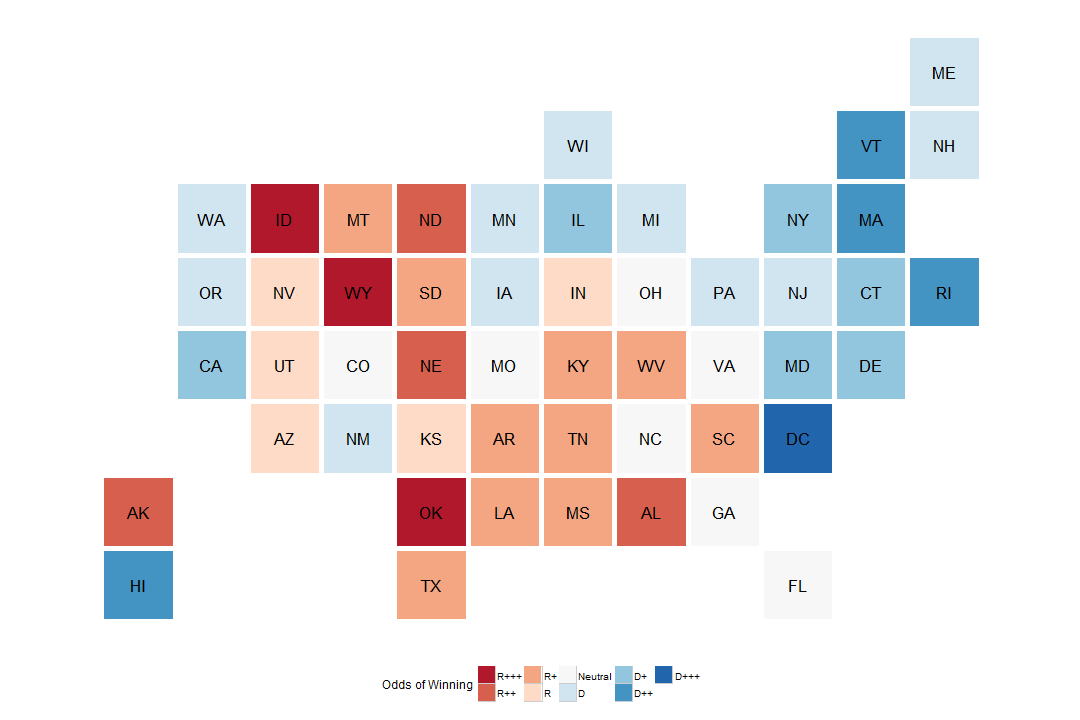 ME
WI VT NH
WA ID MT ND MN IL MI NY MA
OR NV WY SD IA IN OH PA NJ CT RI
CA UT CO NE MO KY WV VA MD DE
AZ NM KS AR TN NC SC DC
AK OK LA MS AL GA
HI TX FL
Odds of Winning R+++ R+ Neutral D+ D+++
R++ R D D++